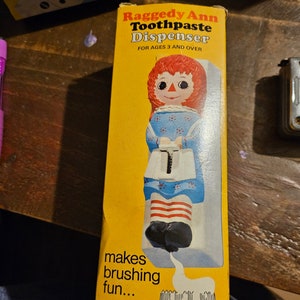 Raggedy Ann
Toothpaste
Dispenser
FOR AGES 3 AND OVER
makes
brushing
fun...